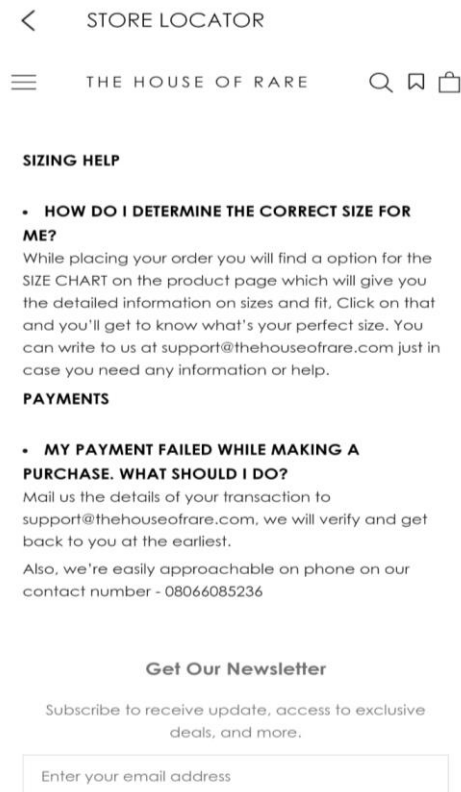 STORE LOCATOR
THE HOUSE OF RARE
SIZING HELP
• HOW DO I DETERMINE THE CORRECT SIZE FOR
ME?
While placing your order you will find a option for the
SIZE CHART on the product page which will give you
the detailed information on sizes and fit, Click on that
and you'll get to know what's your perfect size. You
can write to us at support@thehouseofrare.com just in
case you need any information or help.
PAYMENTS
• MY PAYMENT FAILED WHILE MAKING A
PURCHASE. WHAT SHOULD I DO?
Mail us the details of your transaction to
support@thehouseofrare.com, we will verify and get
back to you at the earliest.
Also, we're easily approachable on phone on our
contact number - 08066085236
Get Our Newsletter
Subscribe to receive update, access to exclusive
deals, and more.
Enter your email address